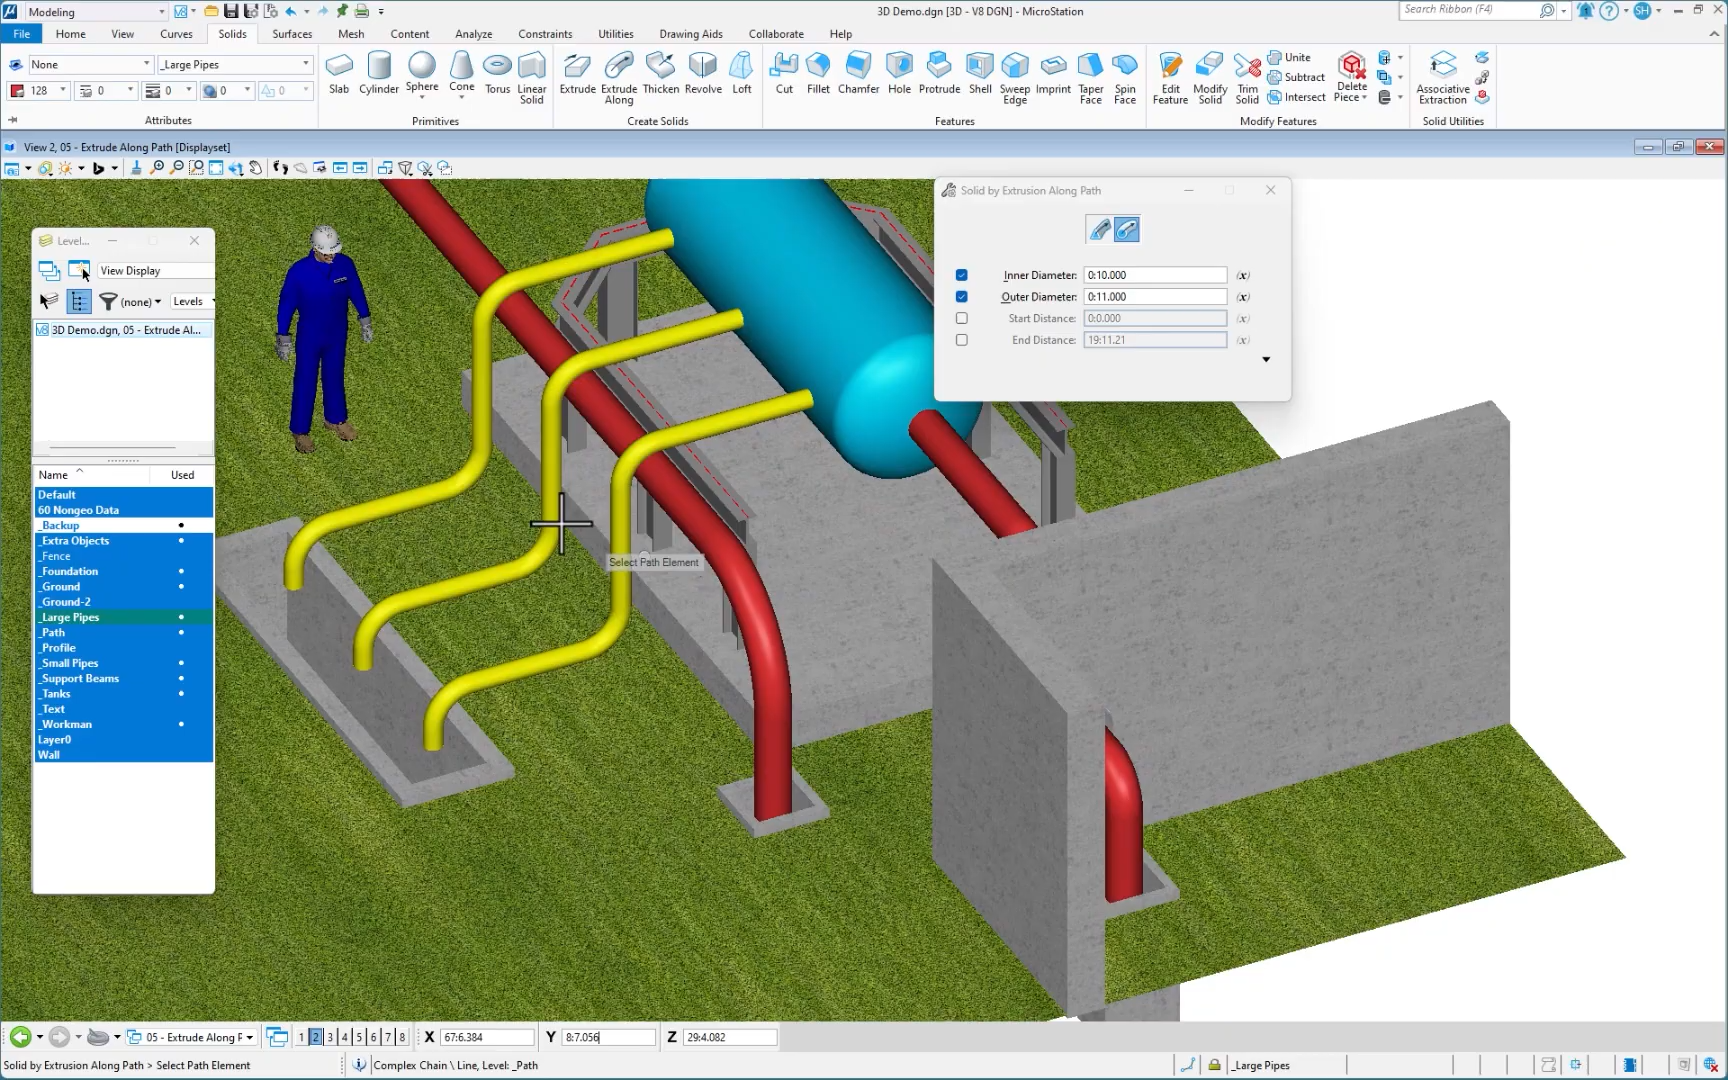 Modeling
3D Demo.dgn [3D - V8 DGN] - MicroStation
Search Ribbon (F4)
SH
File Home View Curves Solids Surfaces Mesh Content Analyze Constraints Utilities Drawing Aids Collaborate Help
None
_Large Pipes
128 0 0 0 0
Attributes
Slab Cylinder Sphere Cone Torus Linear Solid
Primitives
Extrude Extrude Along Thicken Revolve Loft
Create Solids
Cut Fillet Chamfer Hole Protrude Shell Sweep Edge Imprint Taper Face Spin Face
Features
Edit Feature Modify Solid Trim Solid Unite Subtract Intersect Delete Piece
Modify Features
Associative Extraction
Solid Utilities
View 2, 05 - Extrude Along Path [Displayset]
Level...
View Display
(none) Levels
3D Demo.dgn, 05 - Extrude Al...
Name Used
Default
60 Nongeo Data
_Backup
_Extra Objects
_Fence
_Foundation
_Ground
_Ground-2
_Large Pipes
_Path
_Profile
_Small Pipes
_Support Beams
_Tanks
_Text
_Workman
Layer0
Wall
Solid by Extrusion Along Path
Inner Diameter: 0:10.000 (x)
Outer Diameter: 0:11.000 (x)
Start Distance: 0:0.000 (x)
End Distance: 19:11.21 (x)
Select Path Element
05 - Extrude Along F
1 2 3 4 5 6 7 8
X 67:6.384 Y 8:7.056 Z 29:4.082
Solid by Extrusion Along Path > Select Path Element
Complex Chain \ Line, Level: _Path
_Large Pipes